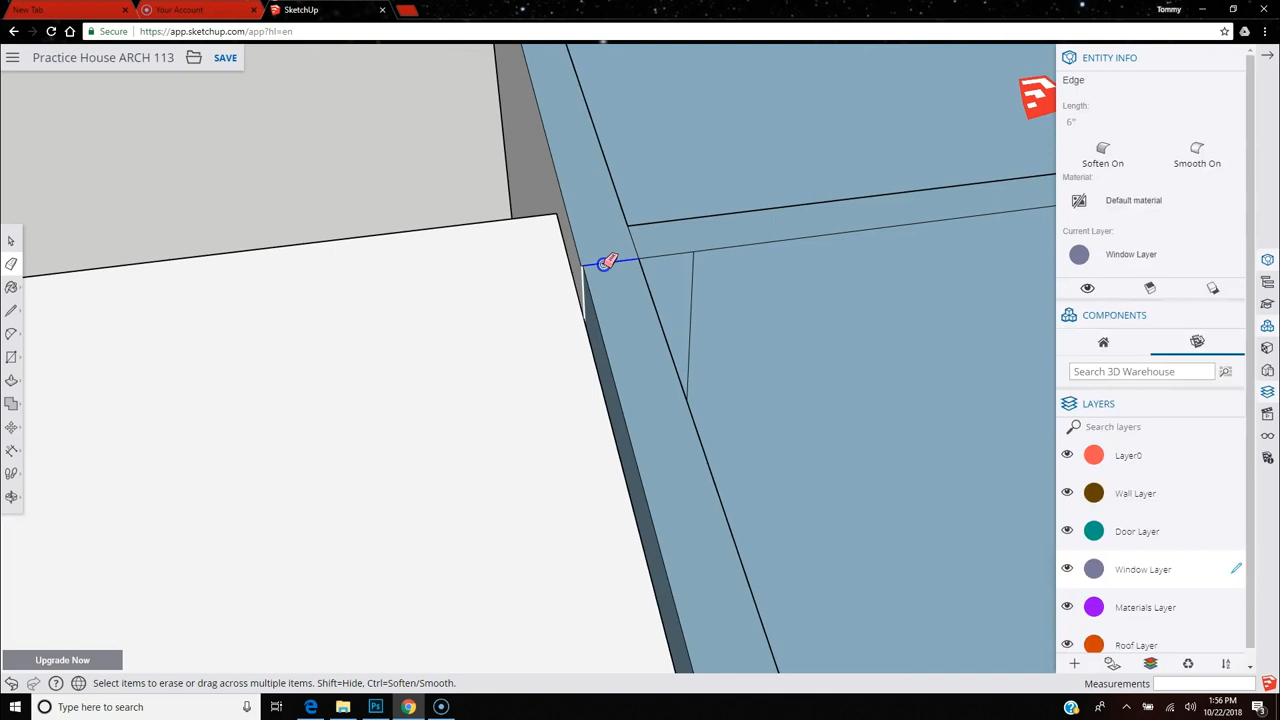 New Tab
Your Account
SketchUp
Tommy
Secure
https://app.sketchup.com/app?hl=en
Practice House ARCH 113
SAVE
ENTITY INFO
Edge
Length:
6"
Soften On
Smooth On
Material:
Default material
Current Layer:
Window Layer
COMPONENTS
Search 3D Warehouse
LAYERS
Search layers
Layer0
Wall Layer
Door Layer
Window Layer
Materials Layer
Roof Layer
Upgrade Now
Select items to erase or drag across multiple items. Shift=Hide, Ctrl=Soften/Smooth.
Measurements
Type here to search
1:56 PM
10/22/2018